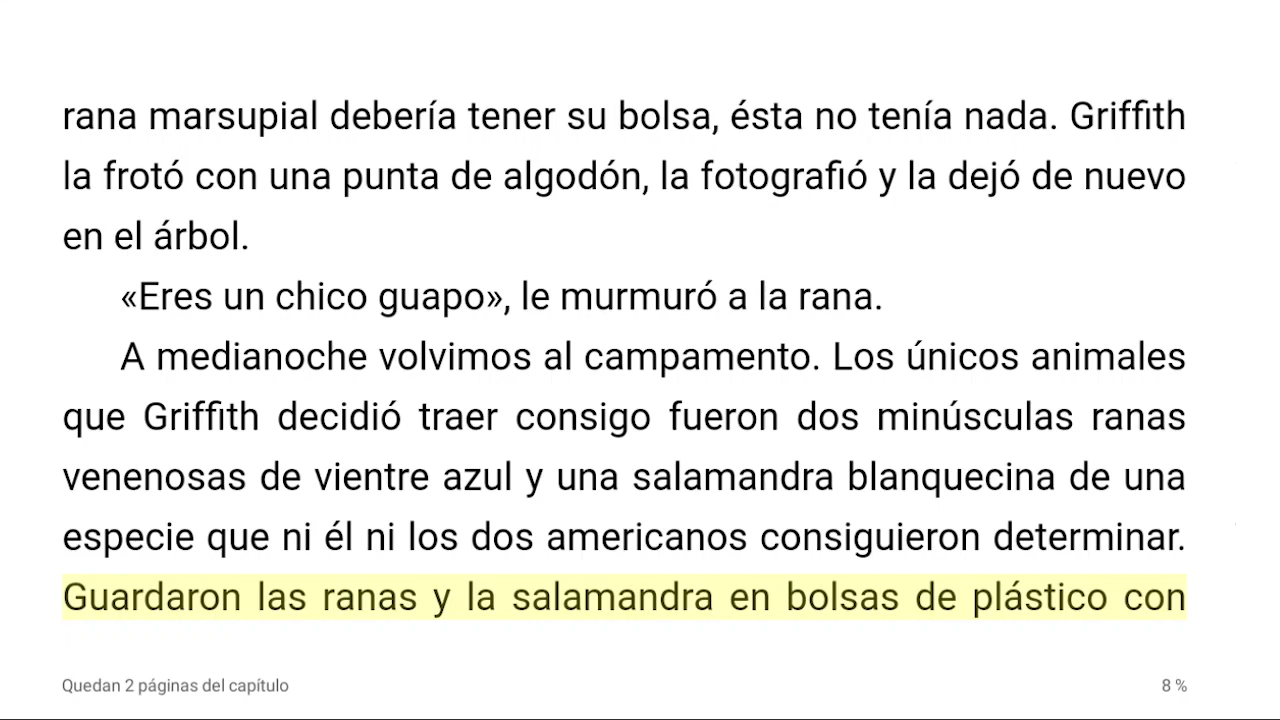 rana marsupial debería tener su bolsa, ésta no tenía nada. Griffith
la frotó con una punta de algodón, la fotografió y la dejó de nuevo
en el árbol.
«Eres un chico guapo», le murmuró a la rana.
A medianoche volvimos al campamento. Los únicos animales
que Griffith decidió traer consigo fueron dos minúsculas ranas
venenosas de vientre azul y una salamandra blanquecina de una
especie que ni él ni los dos americanos consiguieron determinar.
Guardaron las ranas y la salamandra en bolsas de plástico con
Quedan 2 páginas del capítulo
8 %